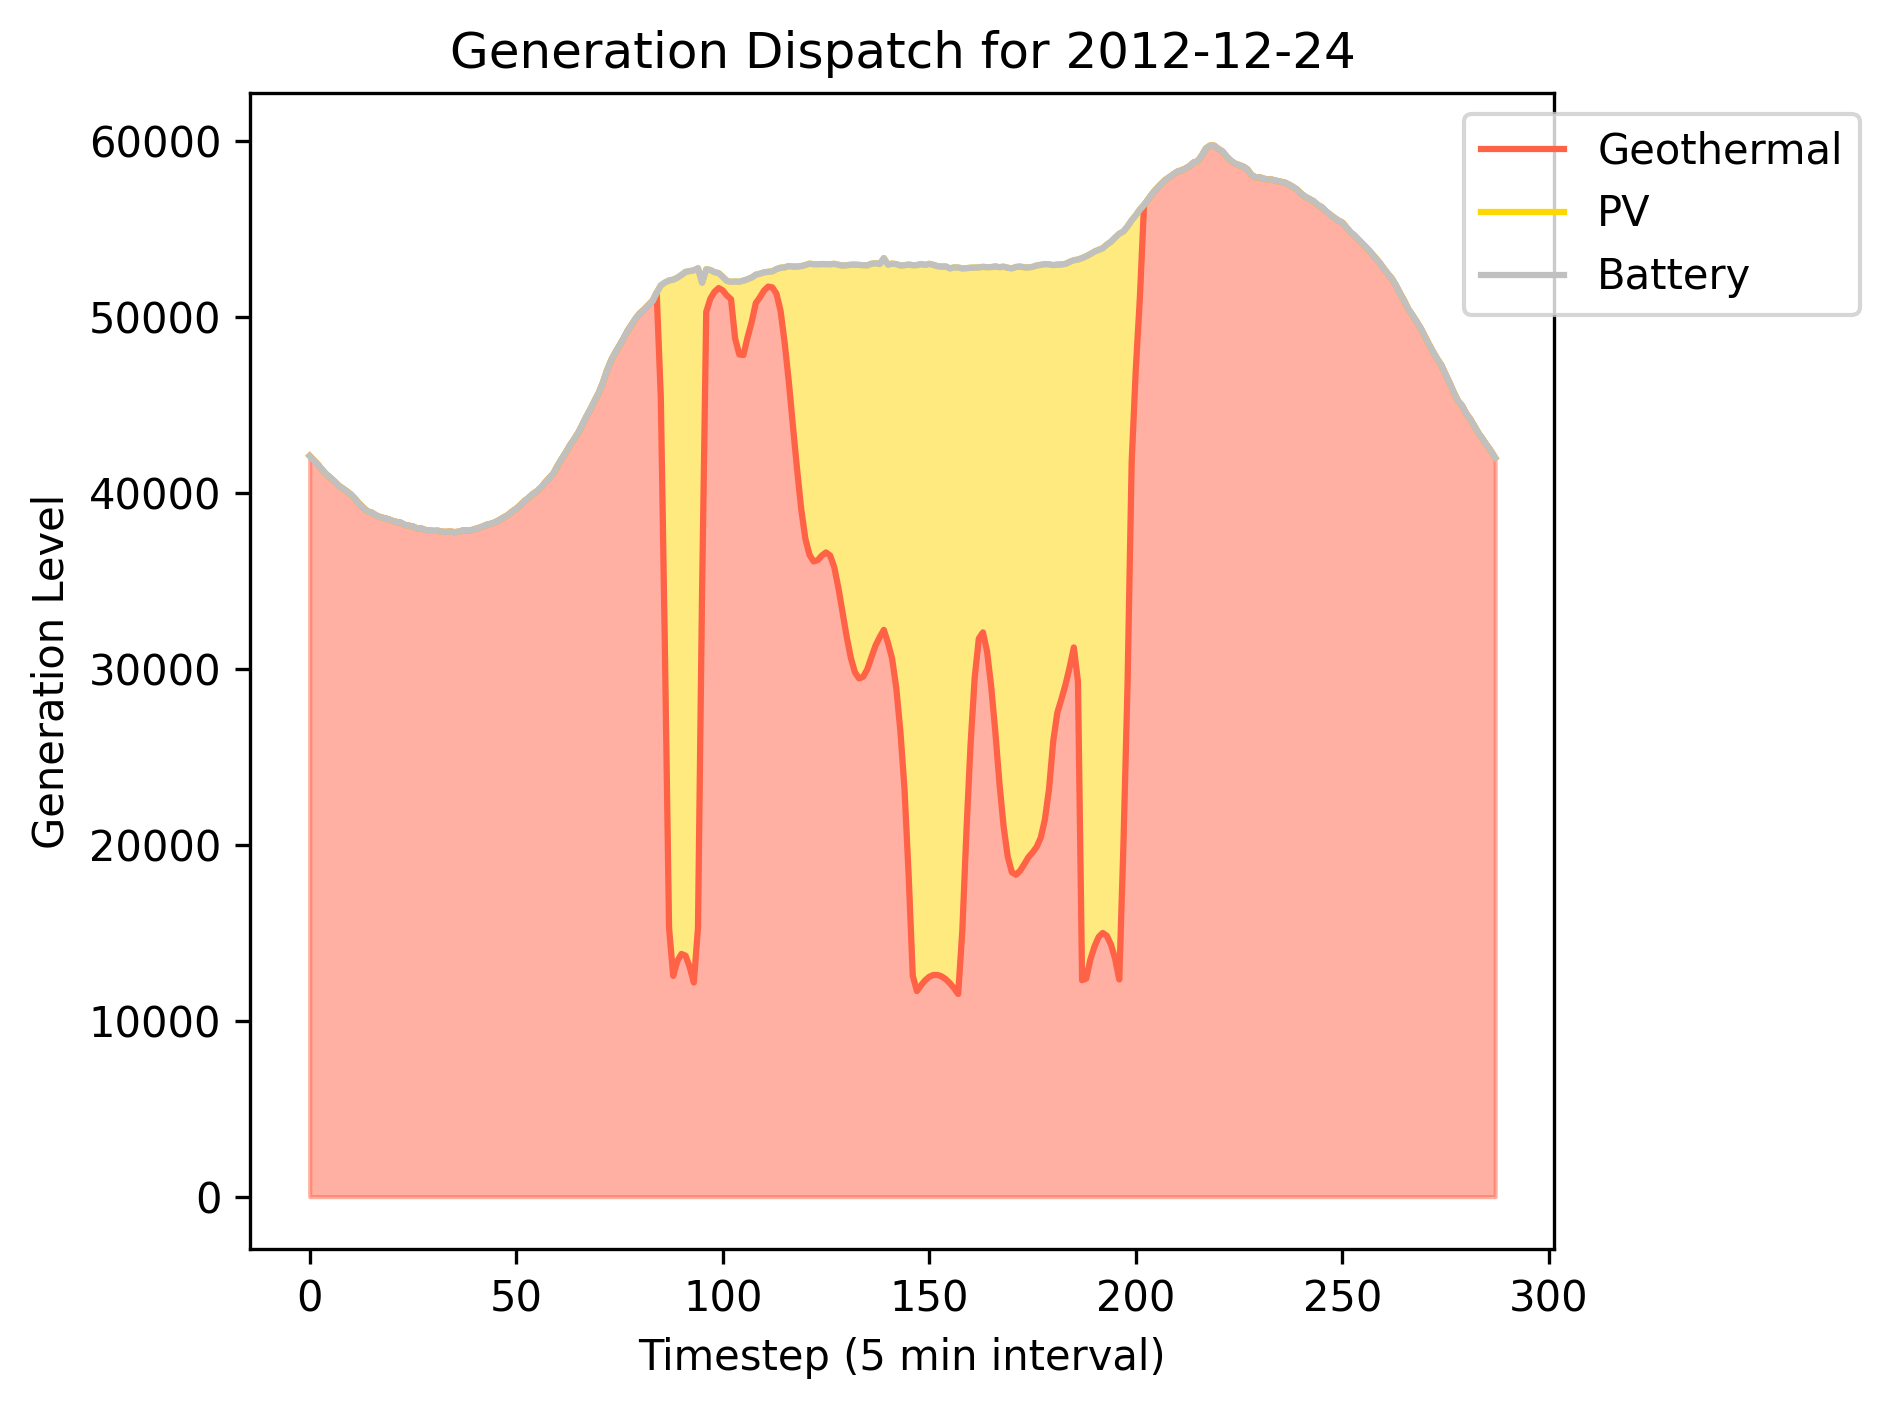 Generation Dispatch for 2012-12-24
60000
50000
40000
30000
20000
10000
0
Generation Level
0 50 100 150 200 250 300
Timestep (5 min interval)
Geothermal
PV
Battery